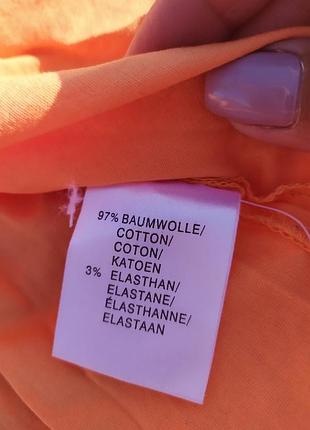 97% BAUMWOLLE/
COTTON/
COTON/
KATOEN
3% ELASTHAN/
ELASTANE/
ÉLASTHANNE/
ELASTAAN